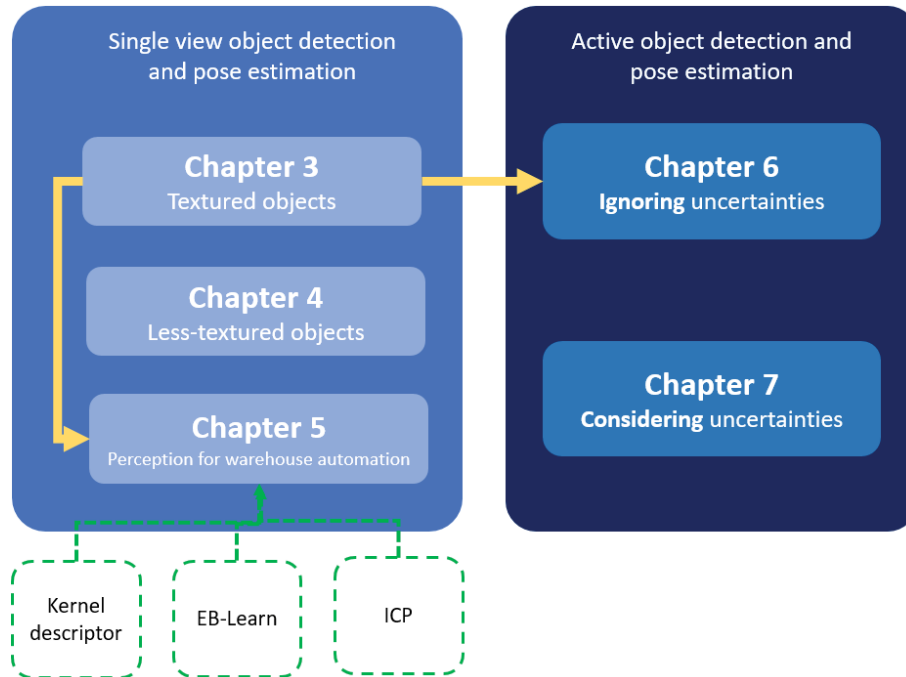 Single view object detection
and pose estimation
Chapter 3
Textured objects
Chapter 4
Less-textured objects
Chapter 5
Perception for warehouse automation
Kernel
descriptor
EB-Learn
ICP
Active object detection and
pose estimation
Chapter 6
Ignoring uncertainties
Chapter 7
Considering uncertainties